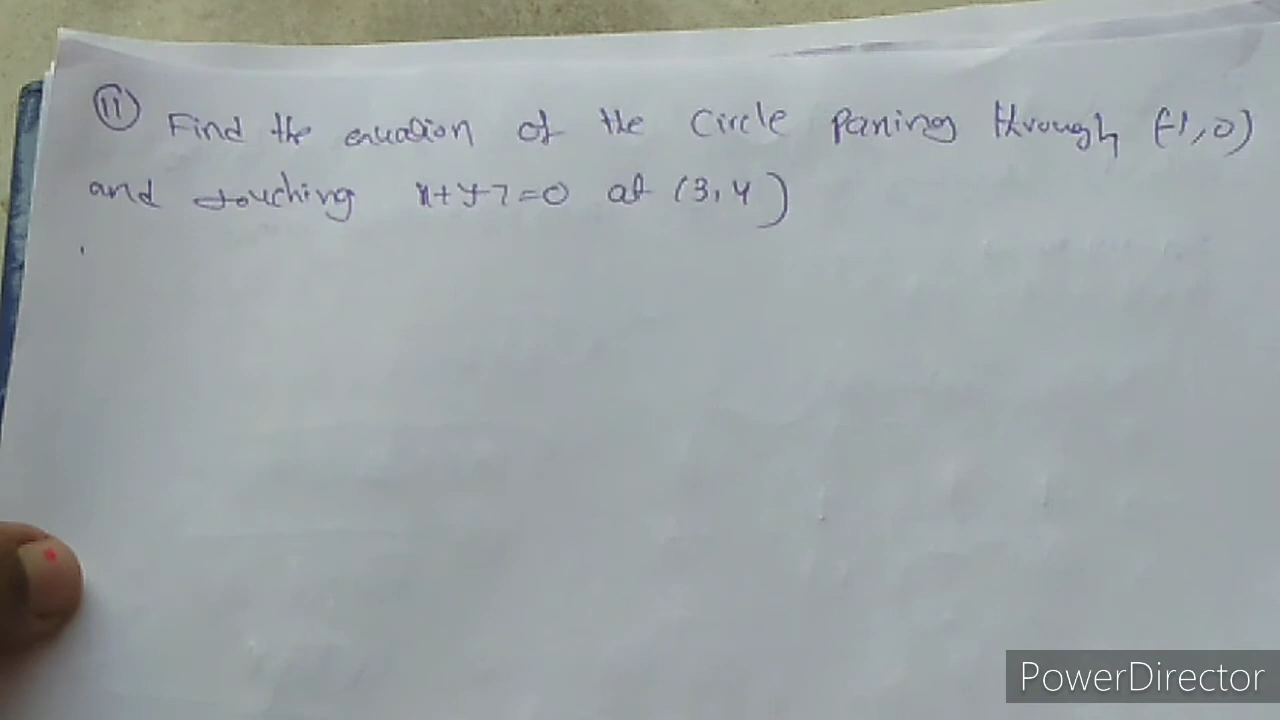 11 Find the equation of the Circle Passing through (-1,0)
and touching x+y-7=0 at (3,4)
PowerDirector